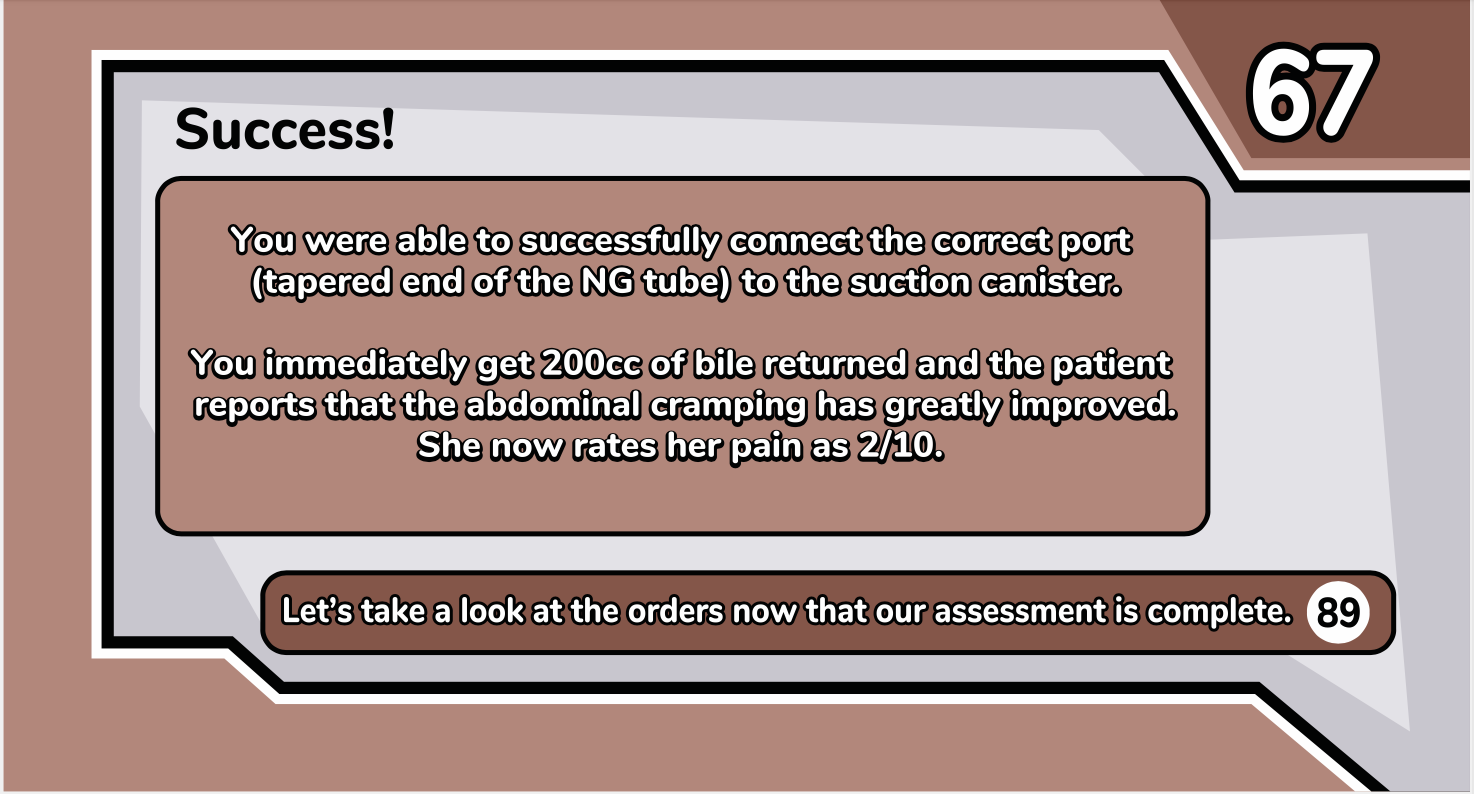 67
Success!
You were able to successfully connect the correct port
(tapered end of the NG tube) to the suction canister.
You immediately get 200cc of bile returned and the patient
reports that the abdominal cramping has greatly improved.
She now rates her pain as 2/10.
Let’s take a look at the orders now that our assessment is complete. 89